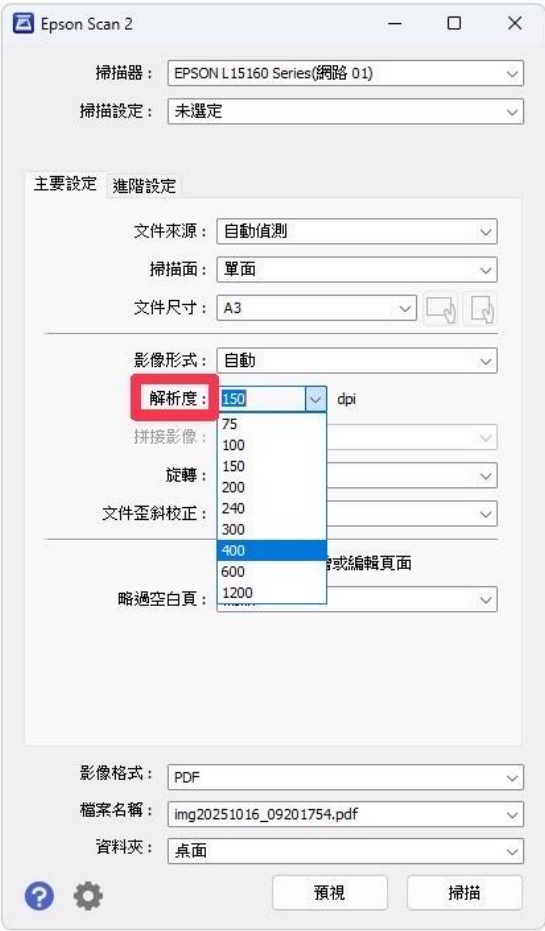 Epson Scan 2
掃描器： EPSON L15160 Series(網路 01)
掃描設定： 未選定
主要設定 進階設定
文件來源： 自動偵測
掃描面： 單面
文件尺寸： A3
影像形式： 自動
解析度： 150 dpi
75
拼接影像：
100
150
旋轉：
200
文件歪斜校正：
240
300
400
或編輯頁面
600
略過空白頁：
1200
影像格式： PDF
檔案名稱： img20251016_09201754.pdf
資料夾： 桌面
? 預視 掃描